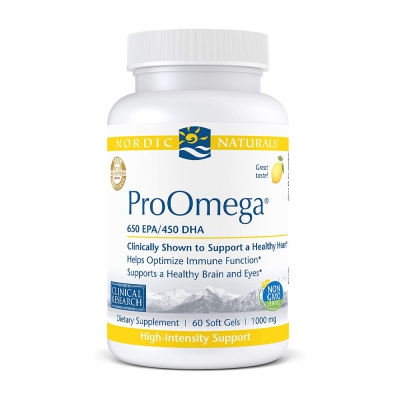 NORDIC NATURALS®
Great
taste!
ProOmega®
650 EPA/450 DHA
Clinically Shown to Support a Healthy Heart*
Helps Optimize Immune Function*
Supports a Healthy Brain and Eyes*
CLINICAL
RESEARCH
NON
GMO
Dietary Supplement | 60 Soft Gels | 1000 mg
High-Intensity Support